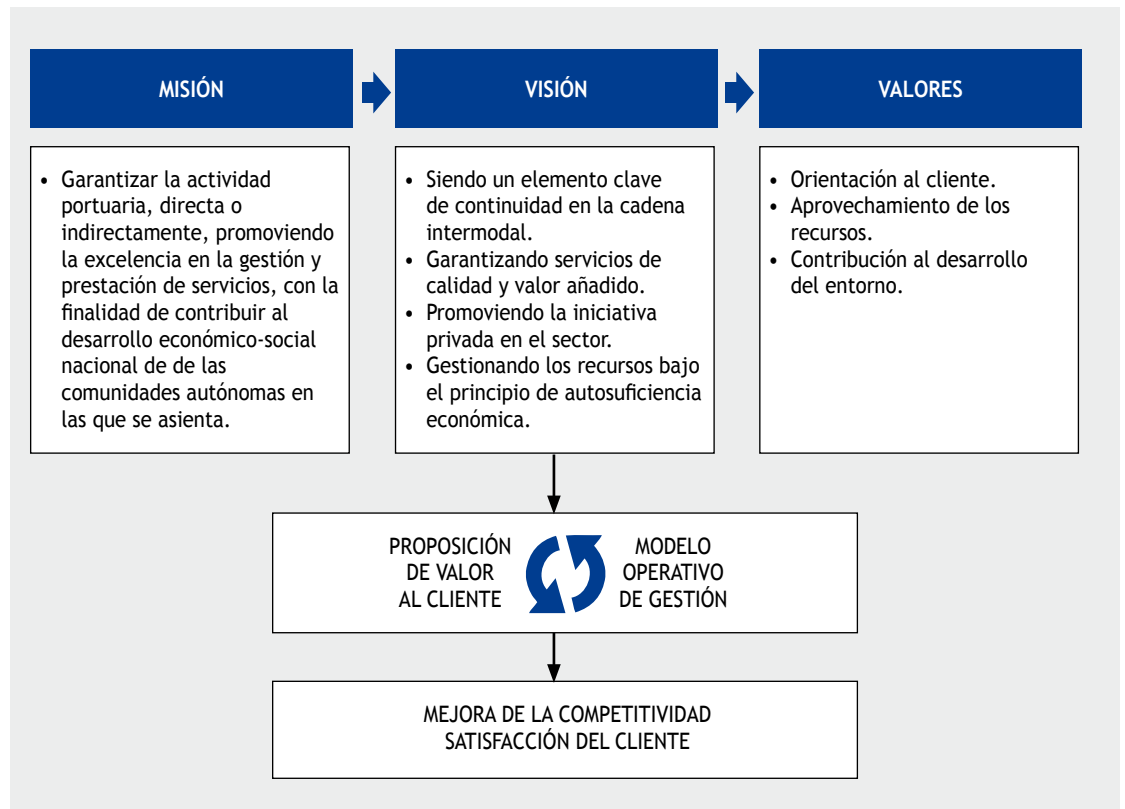 MISIÓN
VISIÓN
VALORES
• Garantizar la actividad
portuaria, directa o
indirectamente, promoviendo
la excelencia en la gestión y
prestación de servicios, con la
finalidad de contribuir al
desarrollo económico-social
nacional de de las
comunidades autónomas en
las que se asienta.
• Siendo un elemento clave
de continuidad en la cadena
intermodal.
• Garantizando servicios de
calidad y valor añadido.
• Promoviendo la iniciativa
privada en el sector.
• Gestionando los recursos bajo
el principio de autosuficiencia
económica.
• Orientación al cliente.
• Aprovechamiento de los
recursos.
• Contribución al desarrollo
del entorno.
PROPOSICIÓN
DE VALOR
AL CLIENTE
MODELO
OPERATIVO
DE GESTIÓN
MEJORA DE LA COMPETITIVIDAD
SATISFACCIÓN DEL CLIENTE